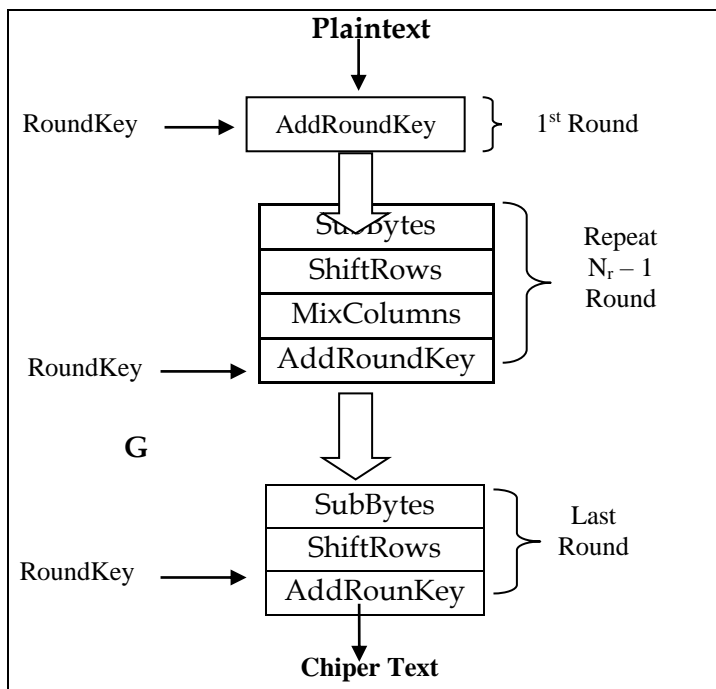 Plaintext
RoundKey
AddRoundKey
1st Round
SubBytes
ShiftRows
MixColumns
AddRoundKey
Repeat
Nr – 1
Round
RoundKey
G
SubBytes
ShiftRows
AddRounKey
Last
Round
RoundKey
Chiper Text